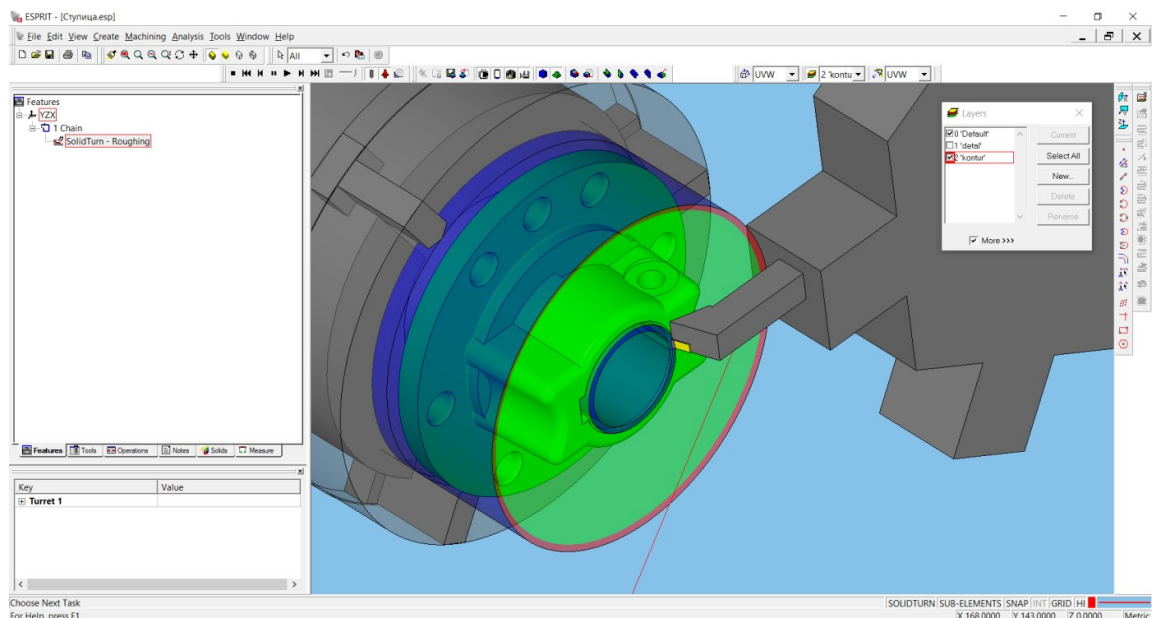 ESPRIT - [Ступица.esp]
File Edit View Create Machining Analysis Tools Window Help
All
UVW 2 'kontu UVW
Features
YZX
1 Chain
SolidTurn - Roughing
Layers
0 'Default'
1 'detal'
2 'kontur'
Current
Select All
New...
Delete
Rename
More >>>
Features Tools Operations Notes Solids Measure
Key Value
Turret 1
Choose Next Task
SOLIDTURN SUB-ELEMENTS SNAP INT GRID HI
For Help, press F1
X 168.0000 Y 143.0000 Z 0.0000 Metric